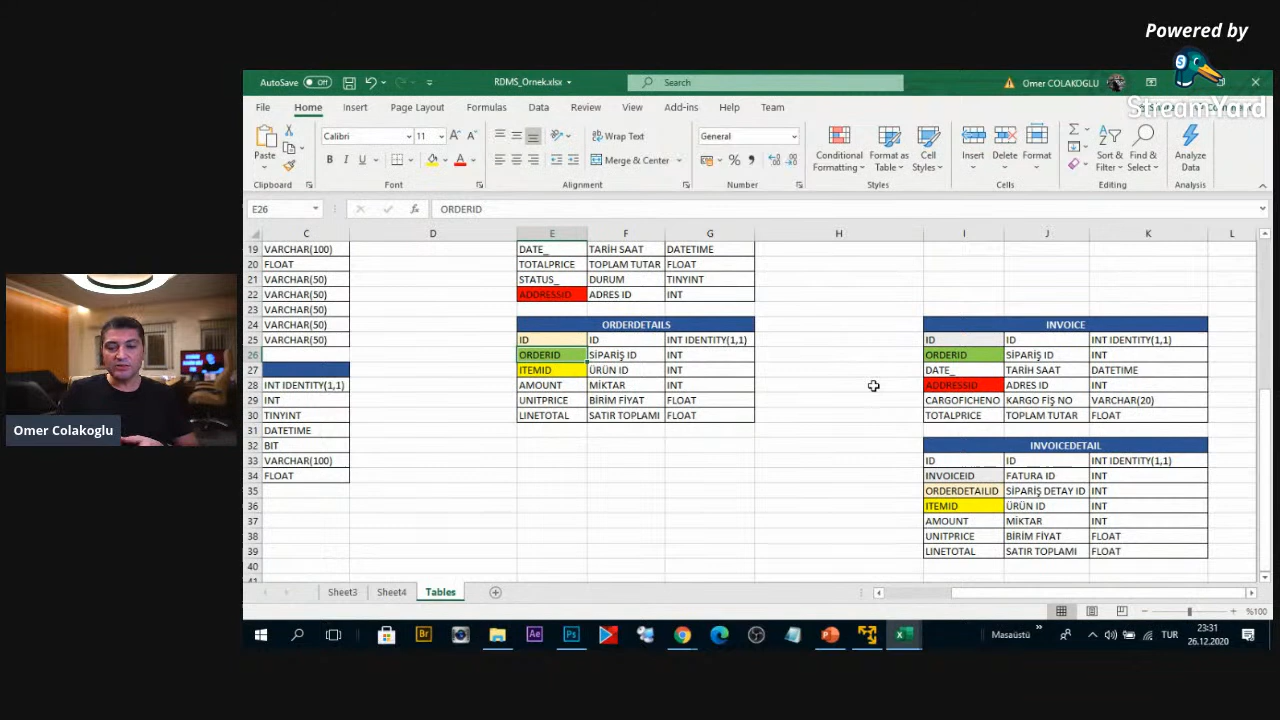 Powered by
StreamYard
AutoSave Off
RDMS_Ornek.xlsx
Search
Omer COLAKOGLU
File Home Insert Page Layout Formulas Data Review View Add-ins Help Team
Paste
Calibri 11
B I U
Wrap Text
Merge & Center
General
Conditional Formatting
Format as Table
Cell Styles
Insert
Delete
Format
Sort & Filter
Find & Select
Analyze Data
Clipboard Font Alignment Number Styles Cells Editing Analysis
E26 ORDERID
C D E F G H I J K L
19 VARCHAR(100) DATE_ TARİH SAAT DATETIME
20 FLOAT TOTALPRICE TOPLAM TUTAR FLOAT
21 VARCHAR(50) STATUS_ DURUM TINYINT
22 VARCHAR(50) ADDRESSID ADRES ID INT
23 VARCHAR(50)
24 VARCHAR(50) ORDERDETAILS INVOICE
25 VARCHAR(50) ID ID INT IDENTITY(1,1) ID ID INT IDENTITY(1,1)
26 ORDERID SİPARİŞ ID INT ORDERID SİPARİŞ ID INT
27 ITEMID ÜRÜN ID INT DATE_ TARİH SAAT DATETIME
28 INT IDENTITY(1,1) AMOUNT MİKTAR INT ADDRESSID ADRES ID INT
29 INT UNITPRICE BİRİM FİYAT FLOAT CARGOFICHENO KARGO FİŞ NO VARCHAR(20)
30 TINYINT LINETOTAL SATIR TOPLAMI FLOAT TOTALPRICE TOPLAM TUTAR FLOAT
31 DATETIME
32 BIT INVOICEDETAIL
33 VARCHAR(100) ID ID INT IDENTITY(1,1)
34 FLOAT INVOICEID FATURA ID INT
35 ORDERDETAILID SİPARİŞ DETAY ID INT
36 ITEMID ÜRÜN ID INT
37 AMOUNT MİKTAR INT
38 UNITPRICE BİRİM FİYAT FLOAT
39 LINETOTAL SATIR TOPLAMI FLOAT
40
Omer Colakoglu
Sheet3 Sheet4 Tables
%100
Masaüstü TUR 23:31
26.12.2020